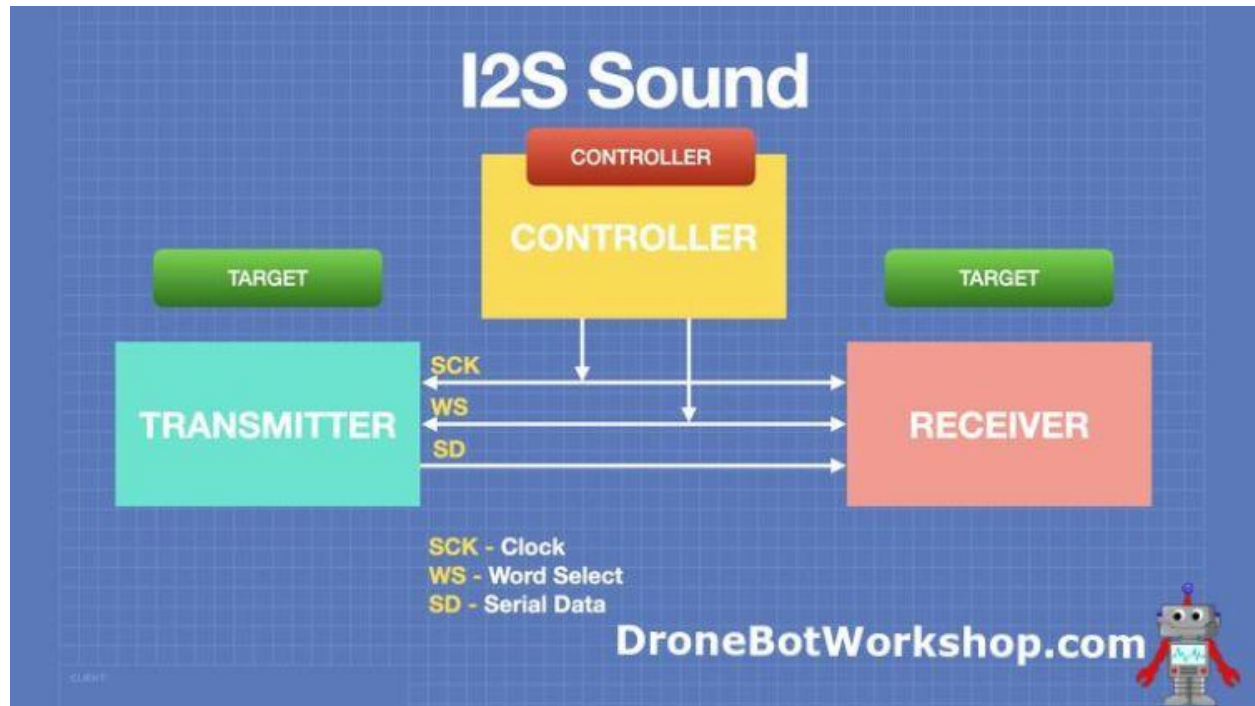 I2S Sound
CONTROLLER
CONTROLLER
TARGET
TARGET
TRANSMITTER
SCK
WS
SD
RECEIVER
SCK - Clock
WS - Word Select
SD - Serial Data
DroneBotWorkshop.com
CLIENT